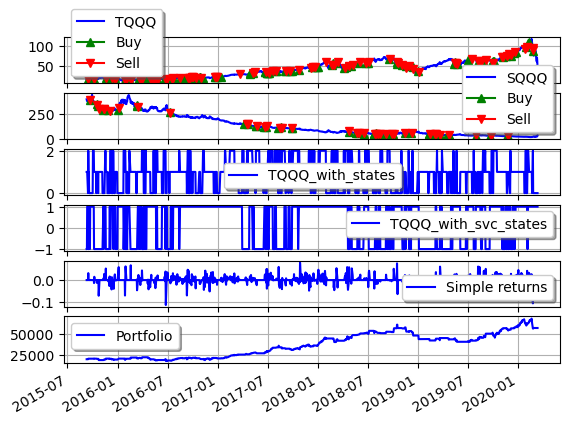 TQQQ
Buy
Sell
100
50
SQQQ
Buy
Sell
250
0
2
0
TQQQ_with_states
1
0
−1
TQQQ_with_svc_states
0.0
−0.1
Simple returns
50000
25000
Portfolio
2015-07
2016-01
2016-07
2017-01
2017-07
2018-01
2018-07
2019-01
2019-07
2020-01